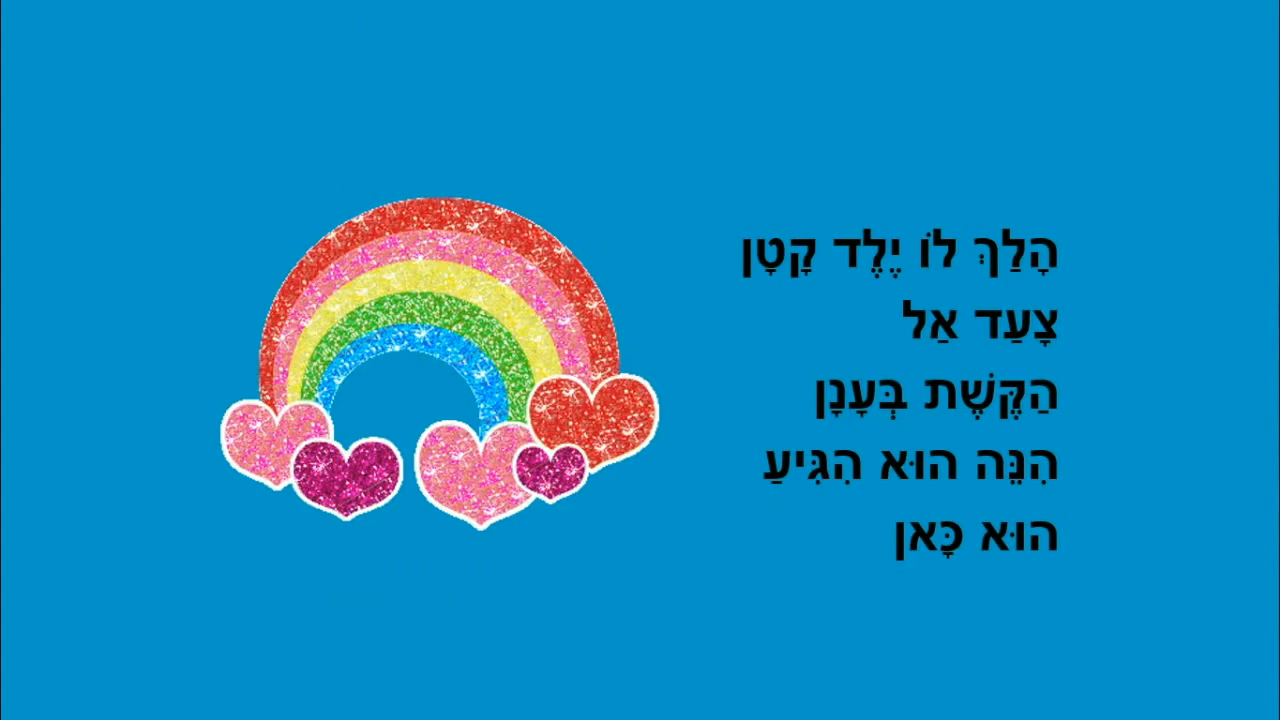 הָלַךְ לוֹ יֶלֶד קָטָן
צָעַד אַל
הַקֶּשֶׁת בְּעָנָן
הִנֵּה הוּא הִגִּיעַ
הוּא כָּאן